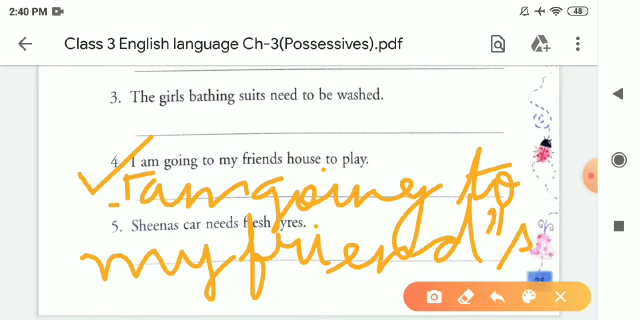 2:40 PM 48
Class 3 English language Ch-3(Possessives).pdf
3. The girls bathing suits need to be washed.
4. I am going to my friends house to play.
I am going to
5. Sheenas car needs fresh tyres.
my friend"s